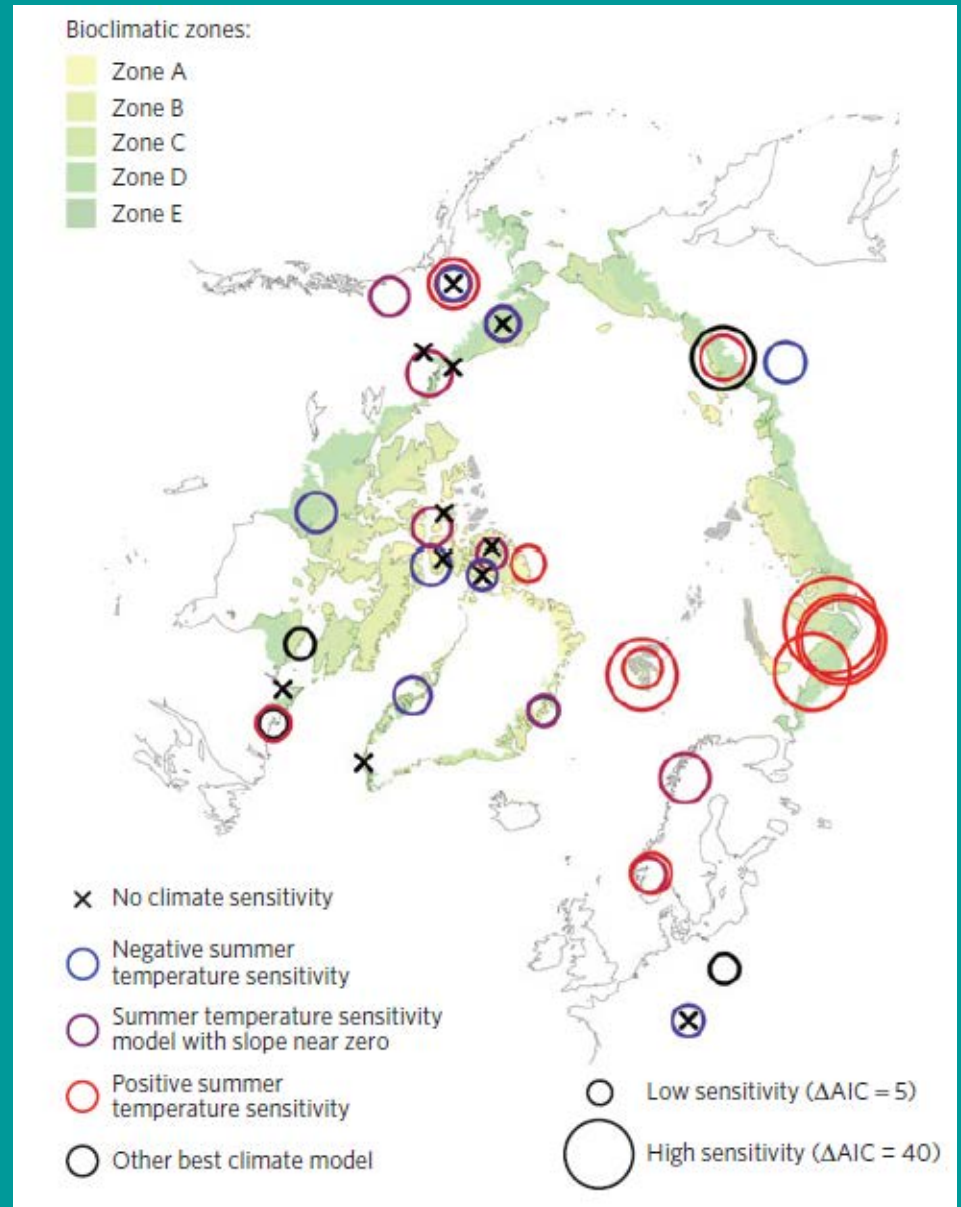 Bioclimatic zones:
Zone A
Zone B
Zone C
Zone D
Zone E
No climate sensitivity
Negative summer
temperature sensitivity
Summer temperature sensitivity
model with slope near zero
Positive summer
temperature sensitivity
Other best climate model
Low sensitivity (ΔAIC = 5)
High sensitivity (ΔAIC = 40)